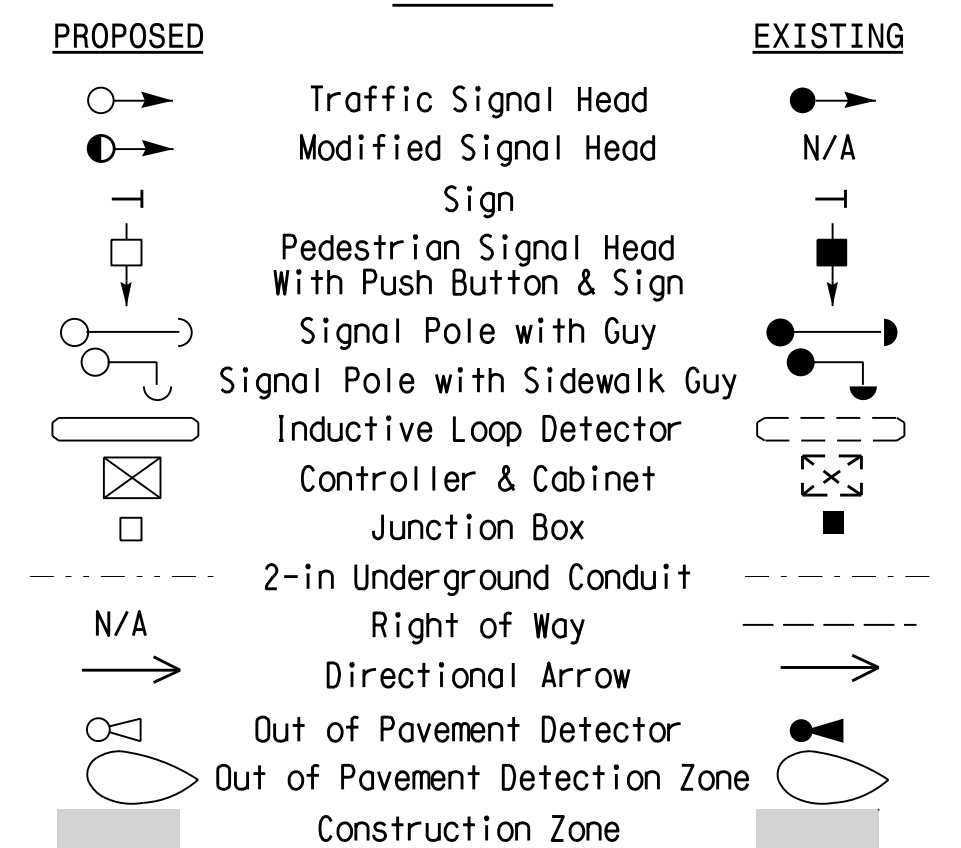 PROPOSED EXISTING
Traffic Signal Head
Modified Signal Head N/A
Sign
Pedestrian Signal Head
With Push Button & Sign
Signal Pole with Guy
Signal Pole with Sidewalk Guy
Inductive Loop Detector
Controller & Cabinet
Junction Box
2-in Underground Conduit
N/A Right of Way
Directional Arrow
Out of Pavement Detector
Out of Pavement Detection Zone
Construction Zone